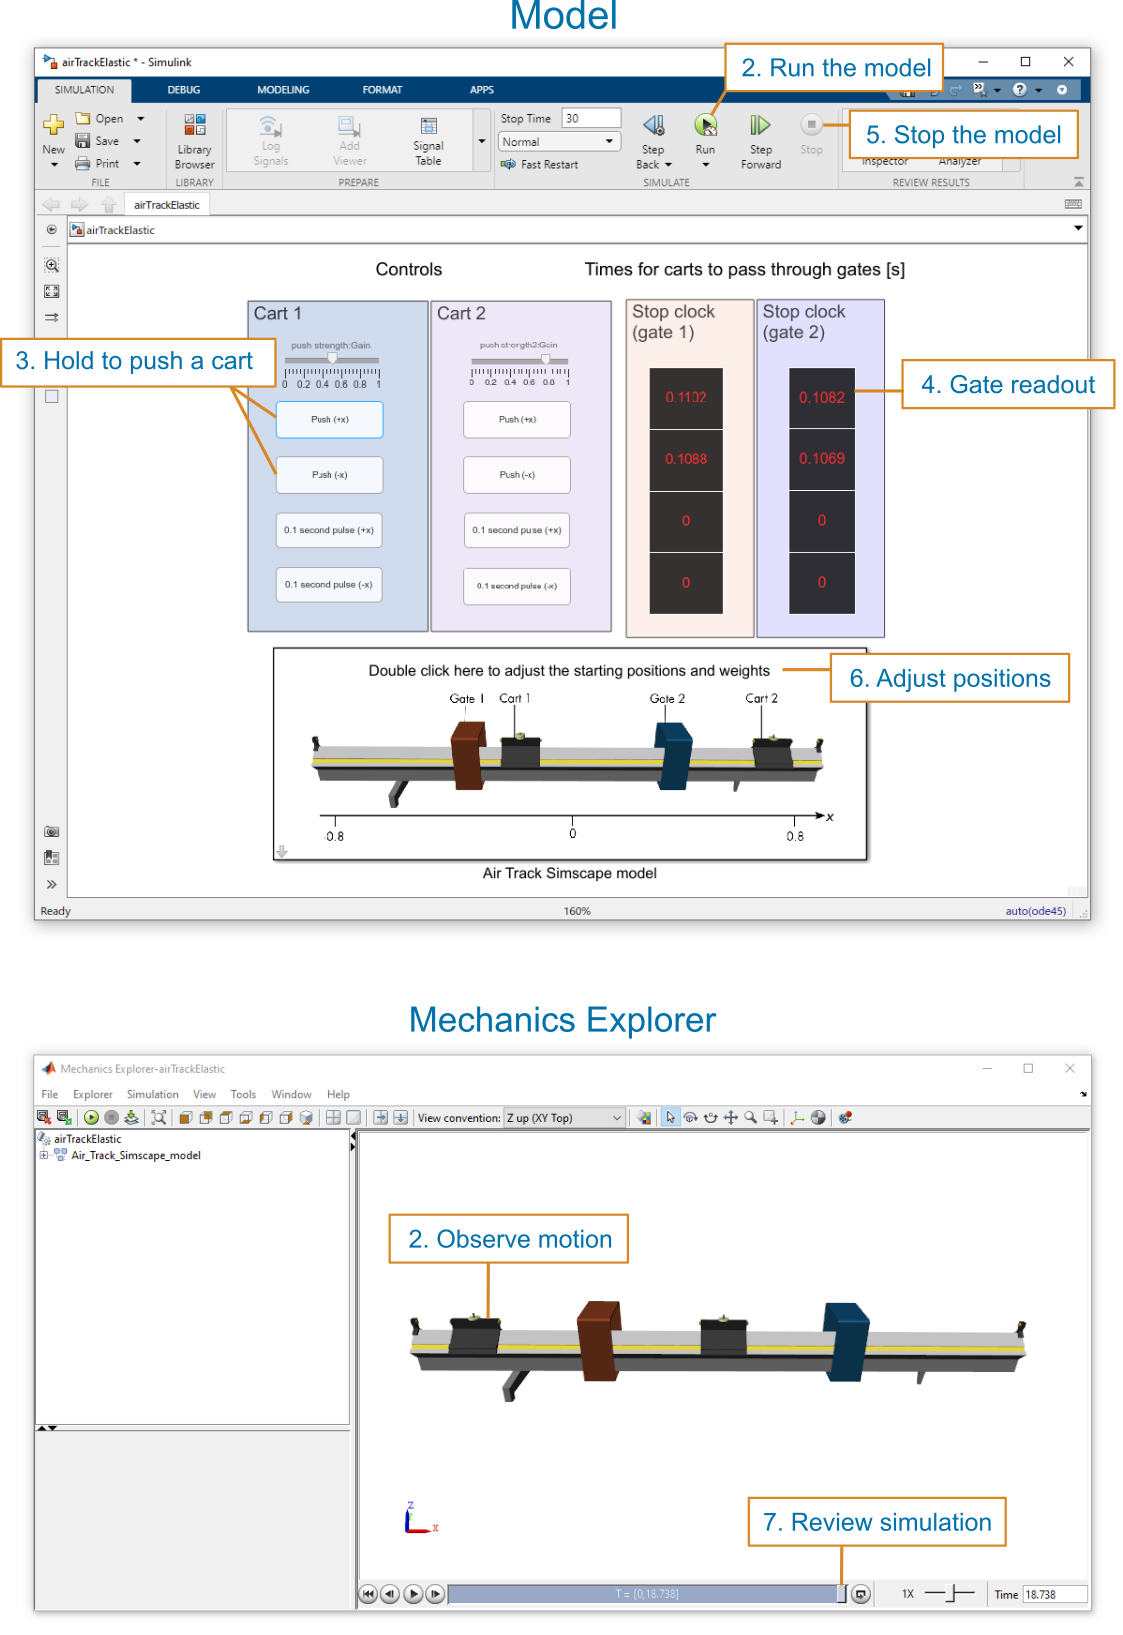 Model
airTrackElastic * - Simulink
2. Run the model
SIMULATION DEBUG MODELING FORMAT APPS
New
Open
Save
Print
FILE
Library
Browser
LIBRARY
Log
Signals
Add
Viewer
Signal
Table
PREPARE
Stop Time 30
Normal
Fast Restart
Step
Back
Run
Step
Forward
Stop
SIMULATE
5. Stop the model
Inspector
Analyzer
REVIEW RESULTS
airTrackElastic
airTrackElastic
Controls
Times for carts to pass through gates [s]
Cart 1
push strength:Gain
0 0.2 0.4 0.6 0.8 1
Push (+x)
Push (-x)
0.1 second pulse (+x)
0.1 second pulse (-x)
Cart 2
push strength2:Gain
0 0.2 0.4 0.6 0.8 1
Push (+x)
Push (-x)
0.1 second puse (+x)
0.1 second pulse (-x)
Stop clock
(gate 1)
0.1102
0.1088
0
0
Stop clock
(gate 2)
0.1082
0.1069
0
0
3. Hold to push a cart
4. Gate readout
Double click here to adjust the starting positions and weights
6. Adjust positions
Gate 1 Cart 1 Gate 2 Cart 2
-0.8 0 0.8 x
Air Track Simscape model
Ready 160% auto(ode45)
Mechanics Explorer
Mechanics Explorer-airTrackElastic
File Explorer Simulation View Tools Window Help
View convention: Z up (XY Top)
airTrackElastic
Air_Track_Simscape_model
2. Observe motion
Z
X
7. Review simulation
T = [0,18.738]
1X
Time 18.738